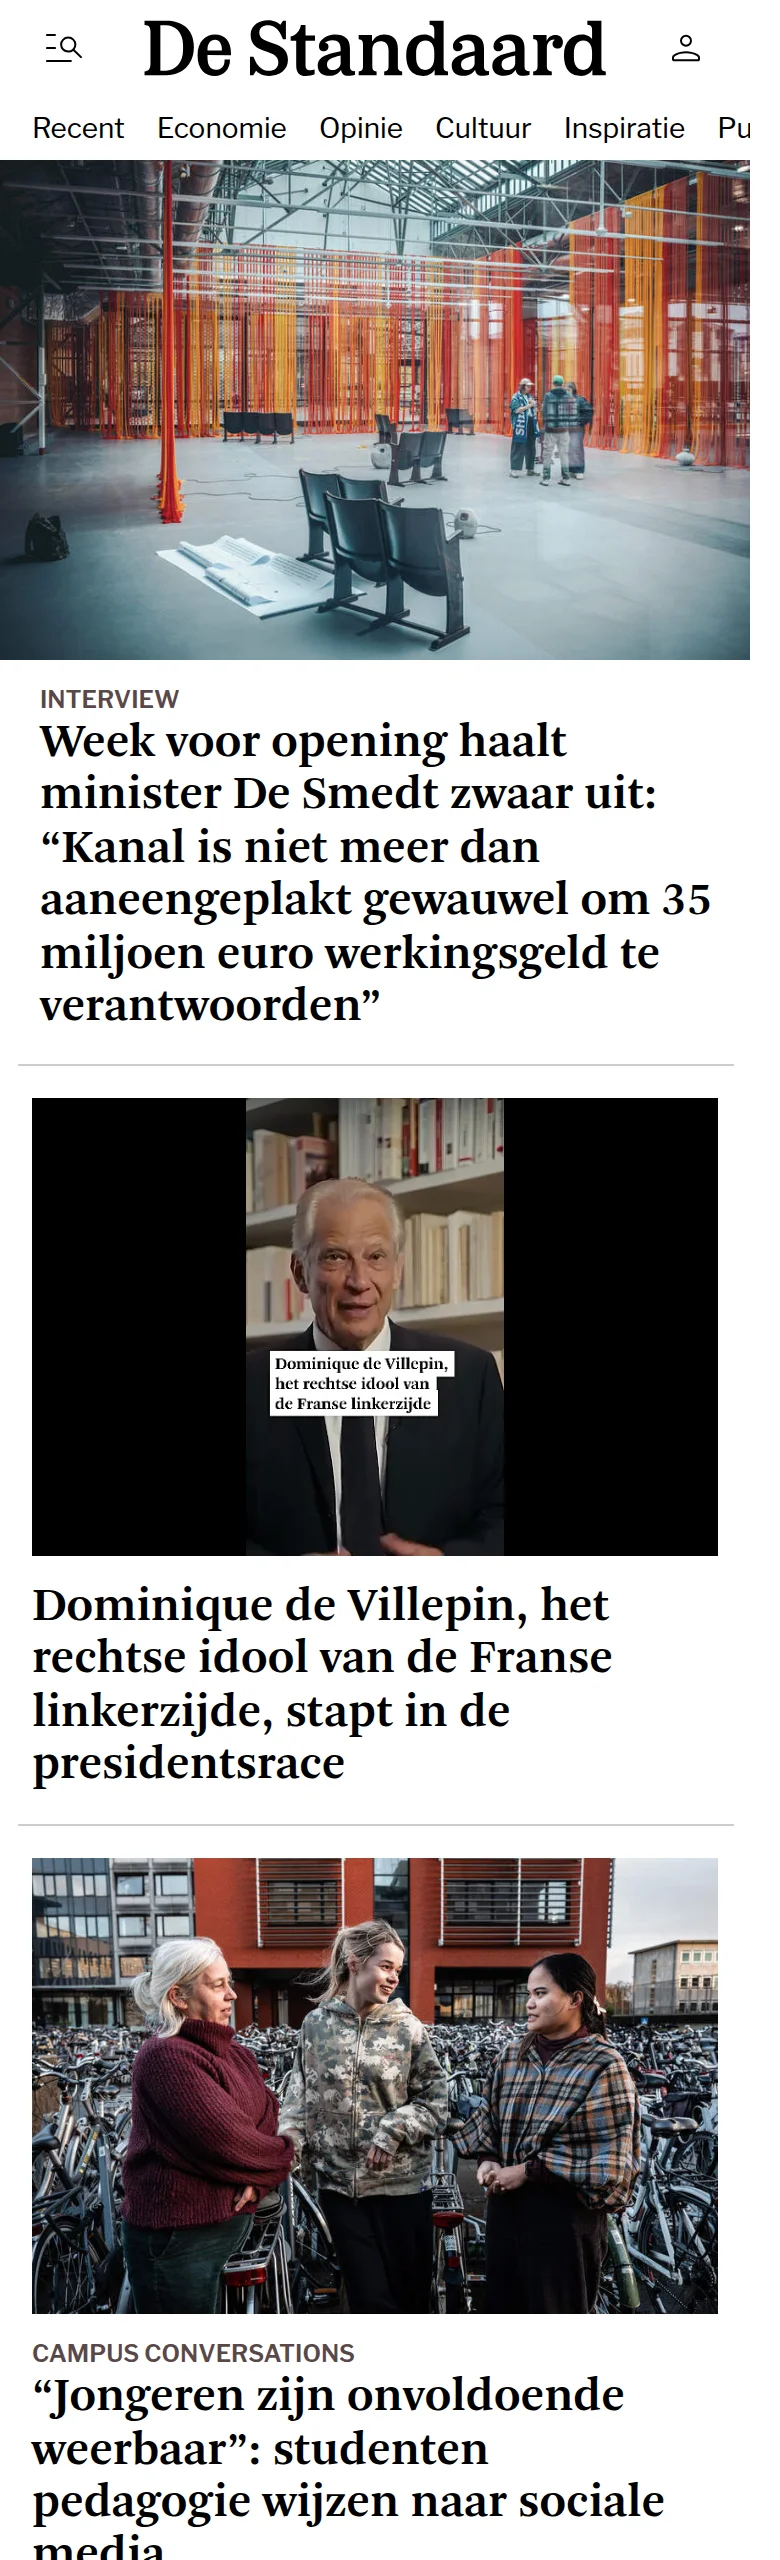 De Standaard
Recent Economie Opinie Cultuur Inspiratie Pu
INTERVIEW
Week voor opening haalt
minister De Smedt zwaar uit:
“Kanal is niet meer dan
aaneengeplakt gewauwel om 35
miljoen euro werkingsgeld te
verantwoorden”
Dominique de Villepin,
het rechtse idool van
de Franse linkerzijde
Dominique de Villepin, het
rechtse idool van de Franse
linkerzijde, stapt in de
presidentsrace
CAMPUS CONVERSATIONS
“Jongeren zijn onvoldoende
weerbaar”: studenten
pedagogie wijzen naar sociale
media